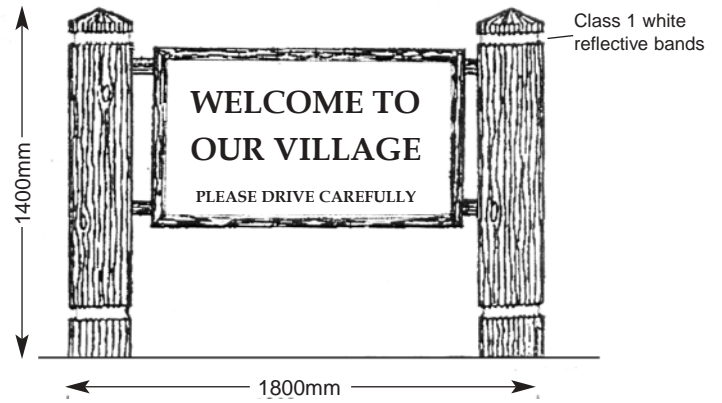 Class 1 white
reflective bands
WELCOME TO
OUR VILLAGE
PLEASE DRIVE CAREFULLY
1400mm
1800mm